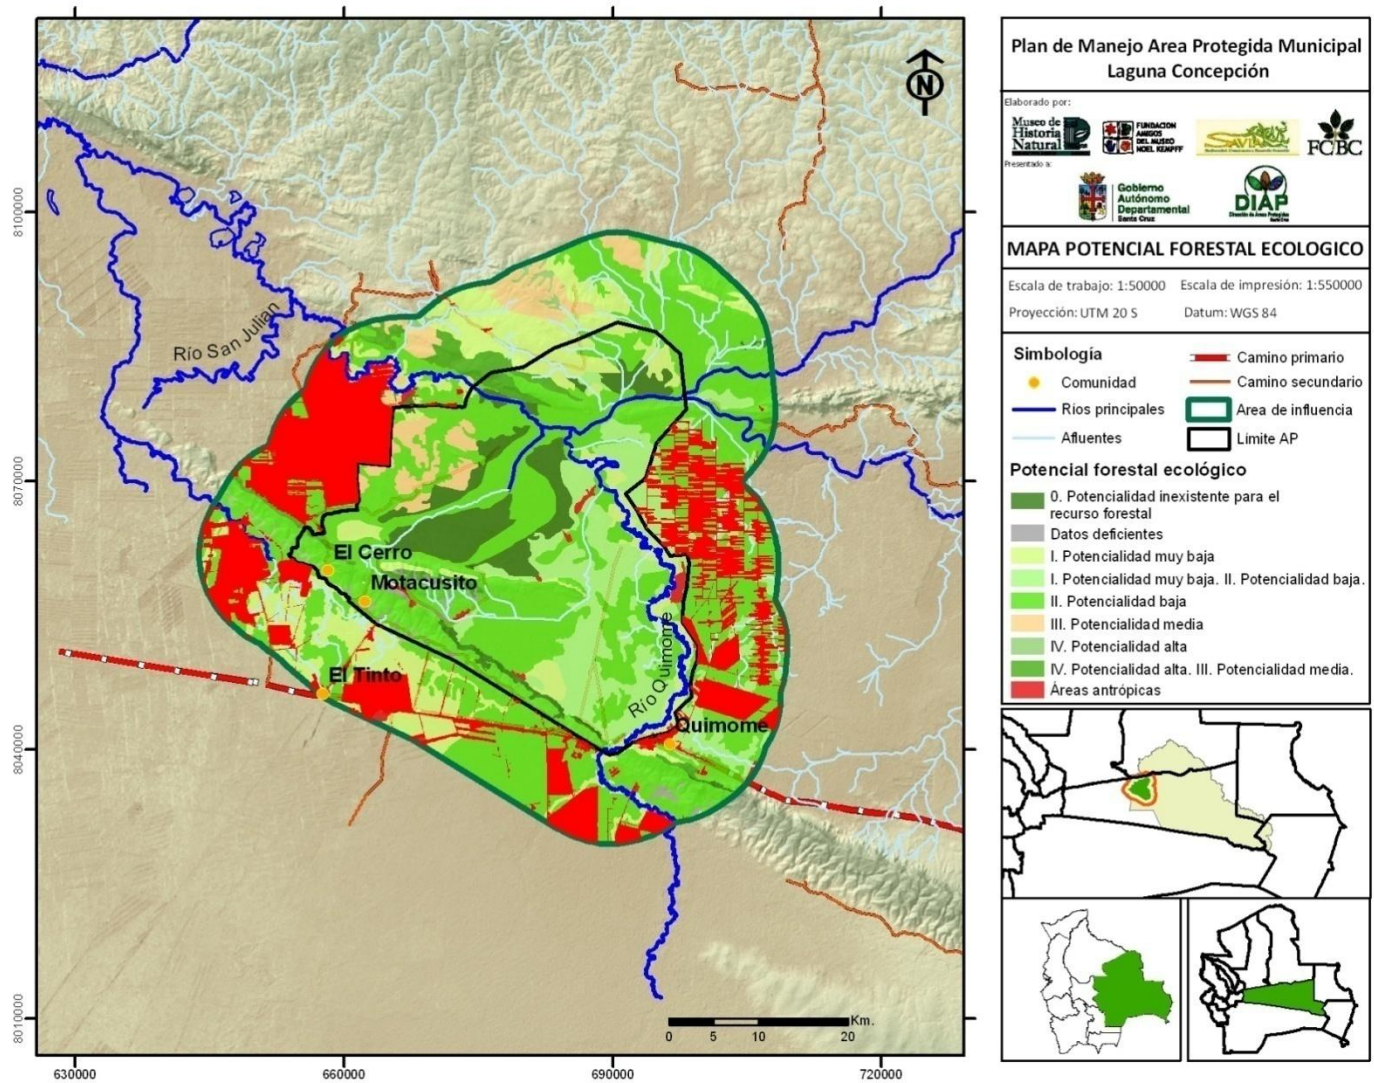 Plan de Manejo Area Protegida Municipal
Laguna Concepción
Elaborado por:
Museo de
Historia
Natural
FUNDACION
AMIGOS
DEL MUSEO
NOEL KEMPFF
SAVIA
FCBC
Presentado a:
Gobierno
Autónomo
Departamental
Santa Cruz
DIAP
Dirección de Áreas Protegidas
MAPA POTENCIAL FORESTAL ECOLOGICO
Escala de trabajo: 1:50000 Escala de impresión: 1:550000
Proyección: UTM 20 S Datum: WGS 84
Simbología
Comunidad
Ríos principales
Afluentes
Camino primario
Camino secundario
Area de influencia
Límite AP
Potencial forestal ecológico
0. Potencialidad inexistente para el
recurso forestal
Datos deficientes
I. Potencialidad muy baja
I. Potencialidad muy baja. II. Potencialidad baja.
II. Potencialidad baja
III. Potencialidad media
IV. Potencialidad alta
IV. Potencialidad alta. III. Potencialidad media.
Áreas antrópicas
N
Río San Julian
El Cerro
Motacusito
El Tinto
Río Quimome
Quimome
8100000
8070000
8040000
8010000
630000 660000 690000 720000
Km.
0 5 10 20